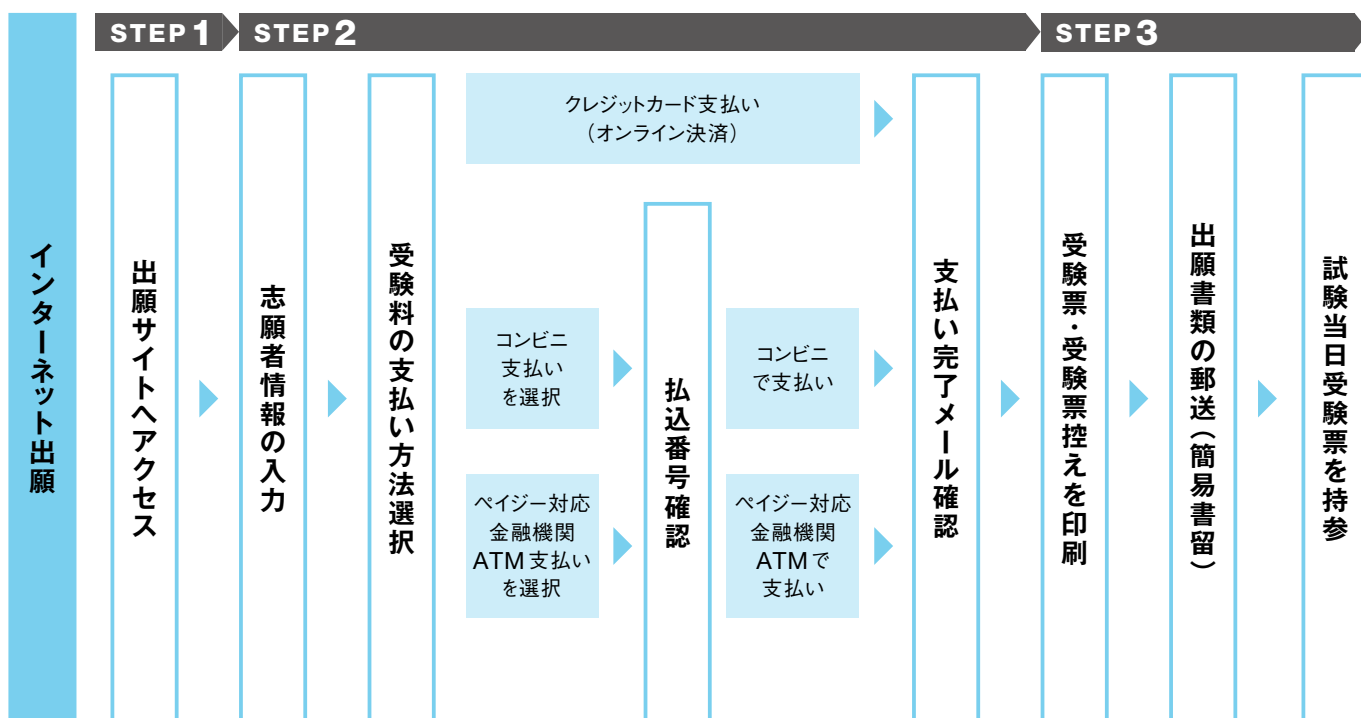 STEP 1
STEP 2
STEP 3
インターネット出願
出願サイトへアクセス
志願者情報の入力
受験料の支払い方法選択
クレジットカード支払い
（オンライン決済）
コンビニ
支払い
を選択
ペイジー対応
金融機関
ATM支払い
を選択
払込番号確認
コンビニ
で支払い
ペイジー対応
金融機関
ATMで
支払い
支払い完了メール確認
受験票・受験票控えを印刷
出願書類の郵送（簡易書留）
試験当日受験票を持参